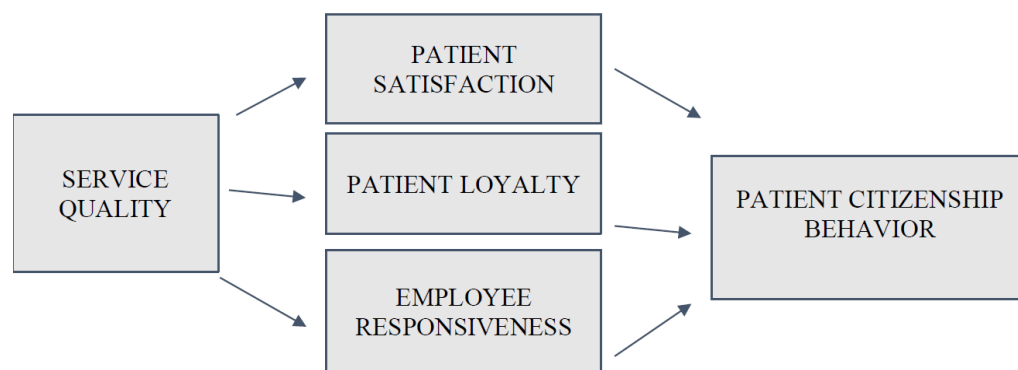 PATIENT
SATISFACTION
SERVICE
QUALITY
PATIENT LOYALTY
PATIENT CITIZENSHIP
BEHAVIOR
EMPLOYEE
RESPONSIVENESS